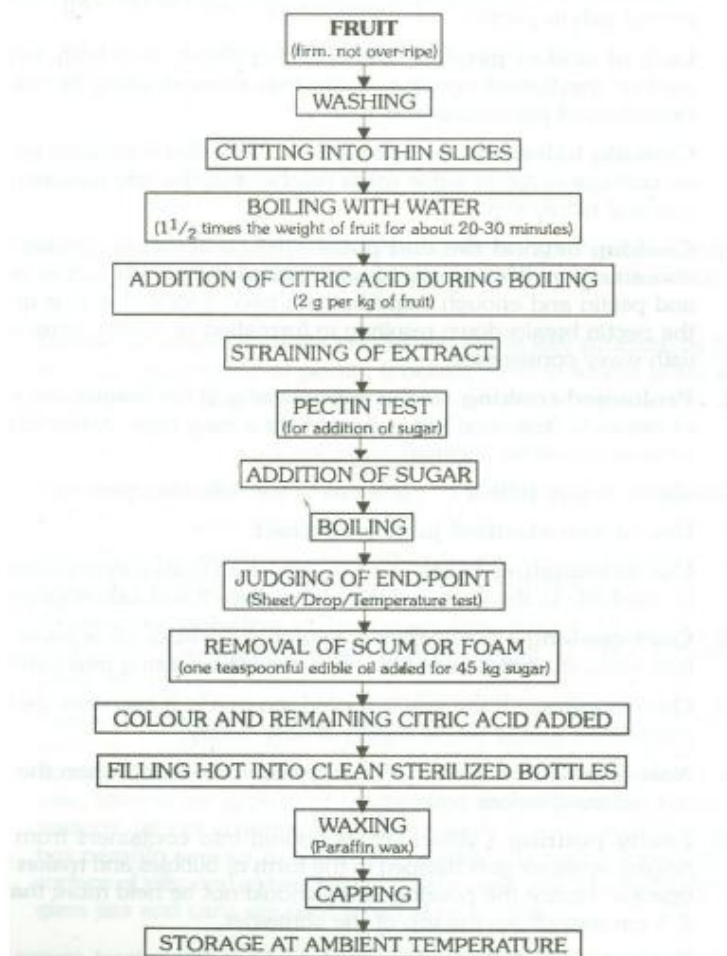 FRUIT
(firm. not over-ripe)
WASHING
CUTTING INTO THIN SLICES
BOILING WITH WATER
(1 1/2 times the weight of fruit for about 20-30 minutes)
ADDITION OF CITRIC ACID DURING BOILING
(2 g per kg of fruit)
STRAINING OF EXTRACT
PECTIN TEST
(for addition of sugar)
ADDITION OF SUGAR
BOILING
JUDGING OF END-POINT
(Sheet/Drop/Temperature test)
REMOVAL OF SCUM OR FOAM
(one teaspoonful edible oil added for 45 kg sugar)
COLOUR AND REMAINING CITRIC ACID ADDED
FILLING HOT INTO CLEAN STERILIZED BOTTLES
WAXING
(Paraffin wax)
CAPPING
STORAGE AT AMBIENT TEMPERATURE